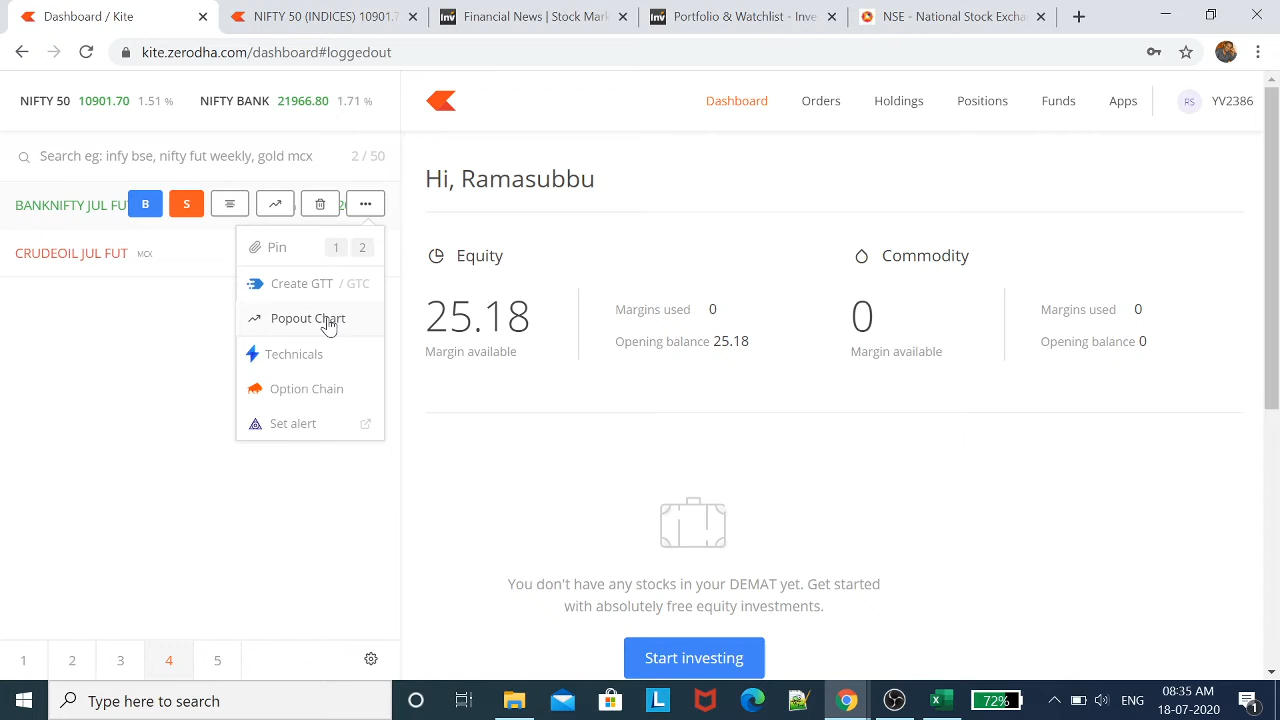 Dashboard / Kite
NIFTY 50 (INDICES) 10901.7
Inv
Financial News | Stock Mar
Inv
Portfolio & Watchlist - Inve
NSE - National Stock Excha
kite.zerodha.com/dashboard#loggedout
NIFTY 50 10901.70 1.51 %
NIFTY BANK 21966.80 1.71 %
Dashboard
Orders
Holdings
Positions
Funds
Apps
RS
YV2386
Search eg: infy bse, nifty fut weekly, gold mcx
2 / 50
BANKNIFTY JUL FU
B
S
CRUDEOIL JUL FUT MCX
Pin 1 2
Create GTT / GTC
Popout Chart
Technicals
Option Chain
Set alert
Hi, Ramasubbu
Equity
25.18
Margin available
Margins used 0
Opening balance 25.18
Commodity
0
Margin available
Margins used 0
Opening balance 0
You don't have any stocks in your DEMAT yet. Get started
with absolutely free equity investments.
Start investing
1 2 3 4 5
Type here to search
L
72%
ENG
08:35 AM
18-07-2020
1